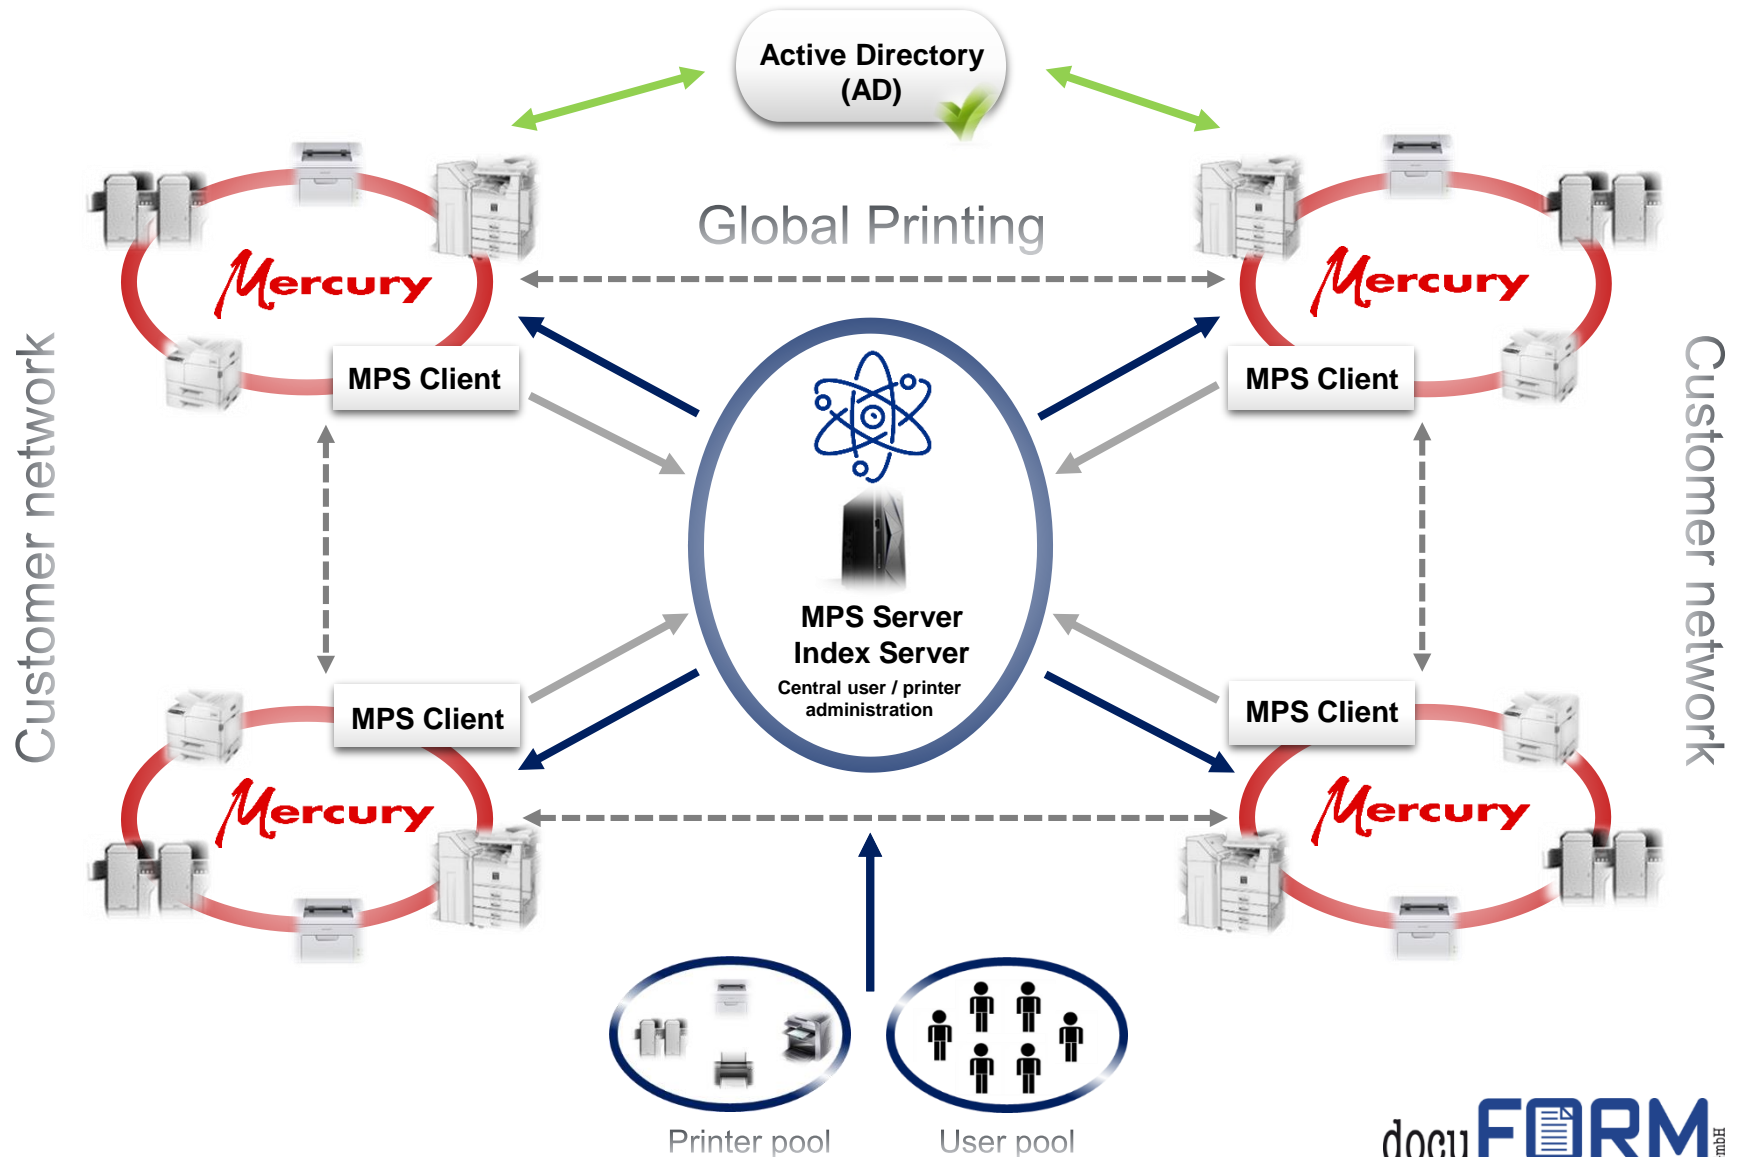 Active Directory
(AD)
Global Printing
Mercury
Mercury
Customer network
Customer network
MPS Client
MPS Client
MPS Server
Index Server
Central user / printer
administration
MPS Client
MPS Client
Mercury
Mercury
Printer pool
User pool
docuFORM GmbH